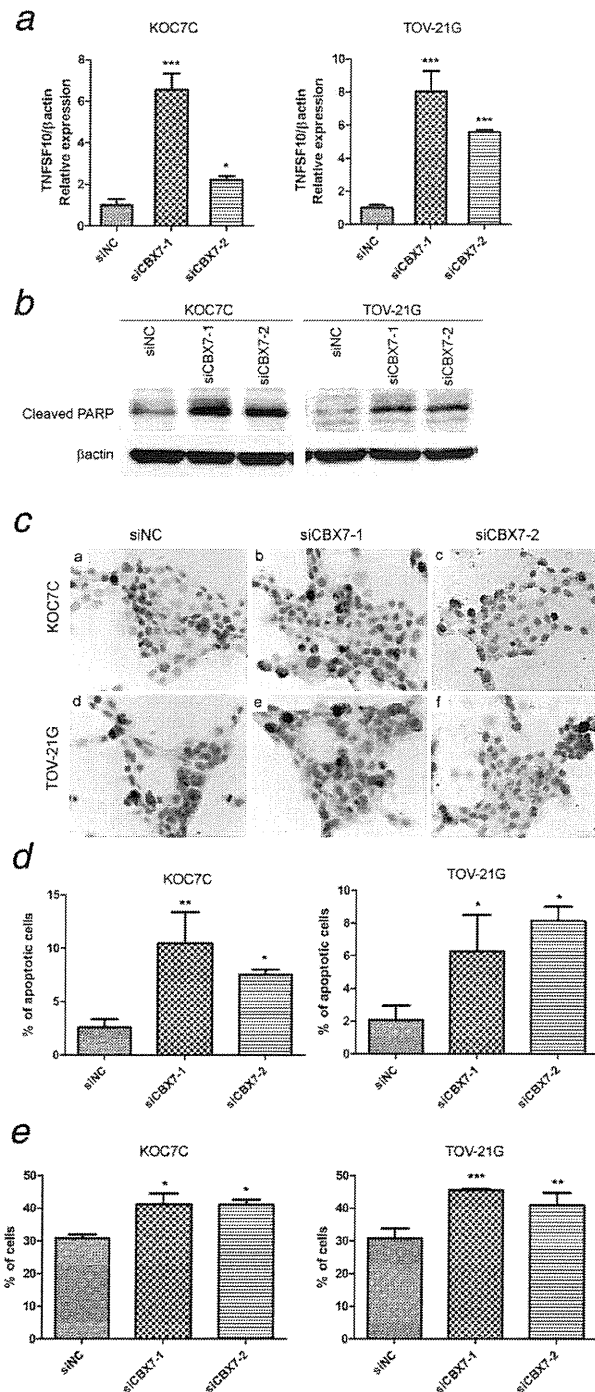 a
KOC7C
TOV-21G
TNFSF10/βactin
Relative expression
8
6
4
2
0
***
*
siNC
siCBX7-1
siCBX7-2
TNFSF10/βactin
Relative expression
10
8
6
4
2
0
***
***
siNC
siCBX7-1
siCBX7-2
b
KOC7C
TOV-21G
siNC
siCBX7-1
siCBX7-2
siNC
siCBX7-1
siCBX7-2
Cleaved PARP
βactin
c
siNC
siCBX7-1
siCBX7-2
KOC7C
a
b
c
TOV-21G
d
e
f
d
KOC7C
TOV-21G
% of apoptotic cells
15
10
5
0
**
*
siNC
siCBX7-1
siCBX7-2
% of apoptotic cells
10
8
6
4
2
0
*
*
siNC
siCBX7-1
siCBX7-2
e
KOC7C
TOV-21G
% of cells
50
40
30
20
10
0
*
*
siNC
siCBX7-1
siCBX7-2
% of cells
50
40
30
20
10
0
***
**
siNC
siCBX7-1
siCBX7-2